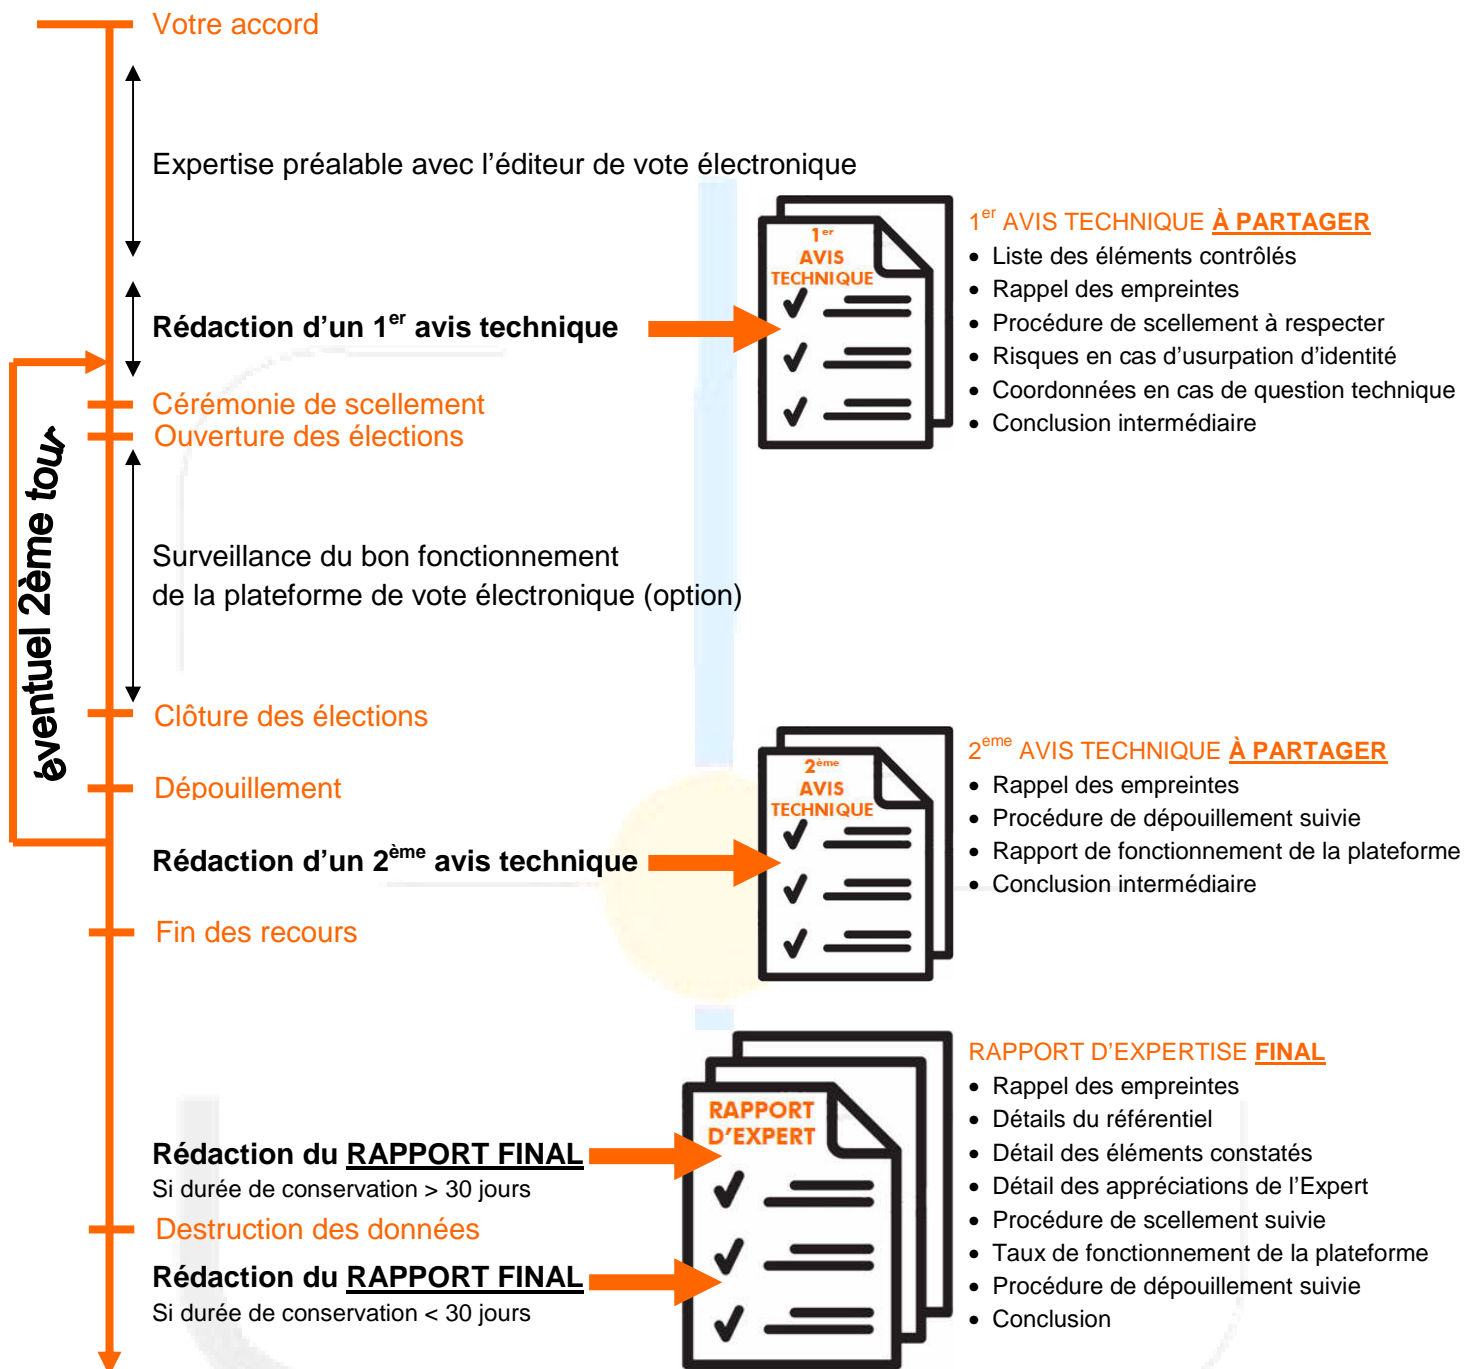 Votre accord
Expertise préalable avec l'éditeur de vote électronique
Rédaction d'un 1er avis technique
Cérémonie de scellement
Ouverture des élections
éventuel 2ème tour
Surveillance du bon fonctionnement
de la plateforme de vote électronique (option)
Clôture des élections
Dépouillement
Rédaction d'un 2ème avis technique
Fin des recours
Rédaction du RAPPORT FINAL
Si durée de conservation > 30 jours
Destruction des données
Rédaction du RAPPORT FINAL
Si durée de conservation < 30 jours
1er
AVIS
TECHNIQUE
1er AVIS TECHNIQUE À PARTAGER
• Liste des éléments contrôlés
• Rappel des empreintes
• Procédure de scellement à respecter
• Risques en cas d'usurpation d'identité
• Coordonnées en cas de question technique
• Conclusion intermédiaire
2ème
AVIS
TECHNIQUE
2eme AVIS TECHNIQUE À PARTAGER
• Rappel des empreintes
• Procédure de dépouillement suivie
• Rapport de fonctionnement de la plateforme
• Conclusion intermédiaire
RAPPORT
D'EXPERT
RAPPORT D'EXPERTISE FINAL
• Rappel des empreintes
• Détails du référentiel
• Détail des éléments constatés
• Détail des appréciations de l'Expert
• Procédure de scellement suivie
• Taux de fonctionnement de la plateforme
• Procédure de dépouillement suivie
• Conclusion